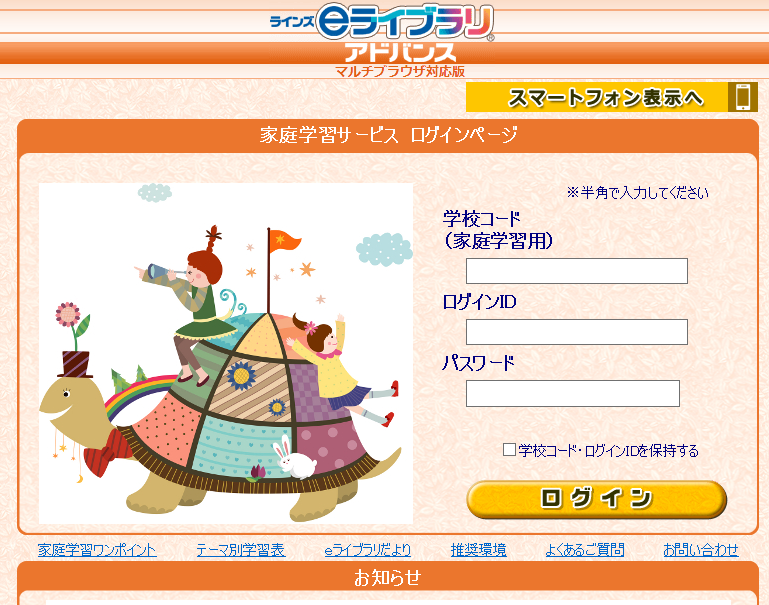 ラインズeライブラリ®
アドバンス
マルチブラウザ対応版
スマートフォン表示へ
家庭学習サービス ログインページ
※半角で入力してください
学校コード
（家庭学習用）
ログインID
パスワード
学校コード・ログインIDを保持する
ログイン
家庭学習ワンポイント テーマ別学習表 eライブラリだより 推奨環境 よくあるご質問 お問い合わせ
お知らせ